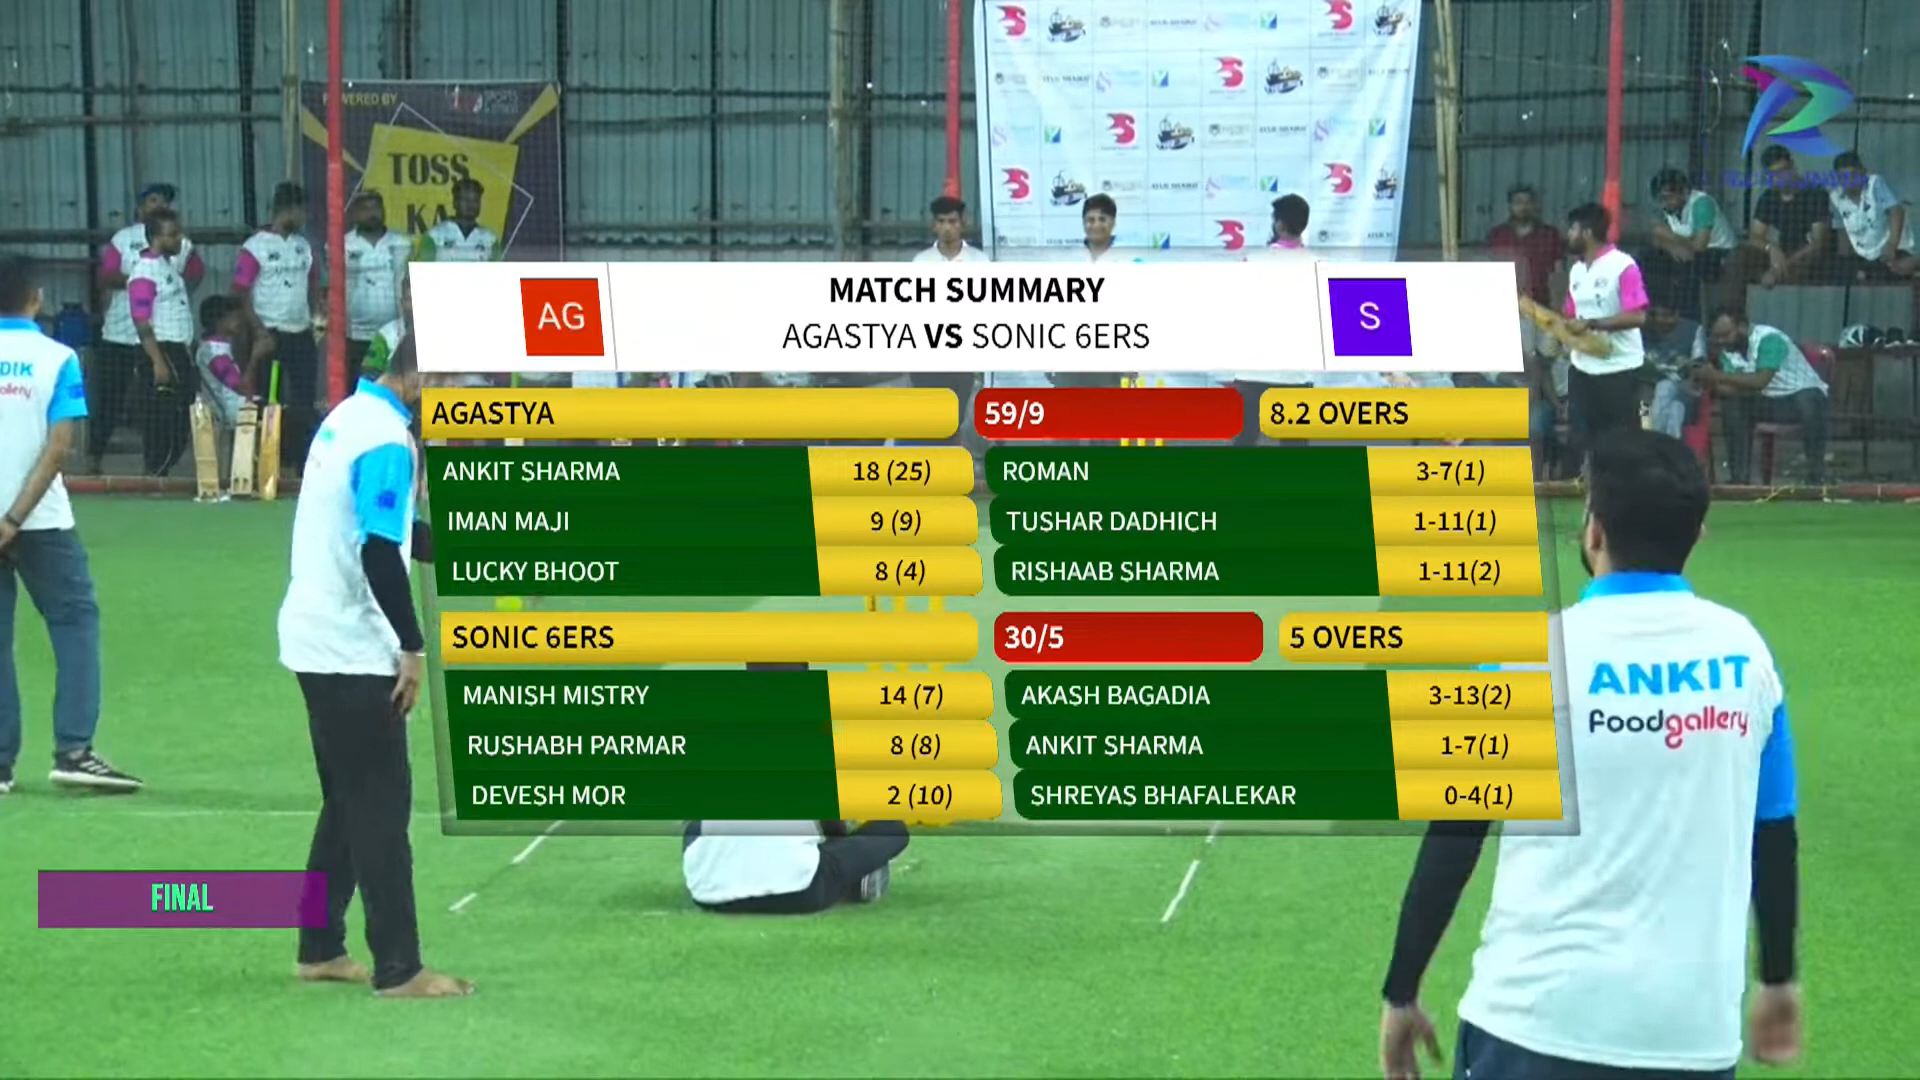 POWERED BY
TOSS
KA
MATCH SUMMARY
AG
AGASTYA VS SONIC 6ERS
S
AGASTYA 59/9 8.2 OVERS
ANKIT SHARMA 18 (25) ROMAN 3-7(1)
IMAN MAJI 9 (9) TUSHAR DADHICH 1-11(1)
LUCKY BHOOT 8 (4) RISHAAB SHARMA 1-11(2)
SONIC 6ERS 30/5 5 OVERS
MANISH MISTRY 14 (7) AKASH BAGADIA 3-13(2)
RUSHABH PARMAR 8 (8) ANKIT SHARMA 1-7(1)
DEVESH MOR 2 (10) SHREYAS BHAFALEKAR 0-4(1)
DIK
ANKIT
foodgallery
FINAL